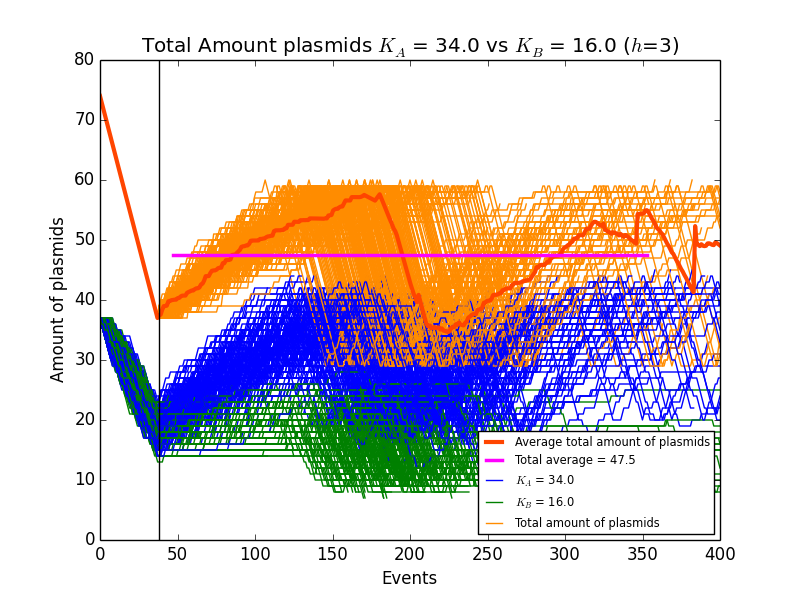 Total Amount plasmids K_A = 34.0 vs K_B = 16.0 (h=3)
80
70
60
50
40
30
20
10
0
Amount of plasmids
0 50 100 150 200 250 300 350 400
Events
Average total amount of plasmids
Total average = 47.5
K_A = 34.0
K_B = 16.0
Total amount of plasmids